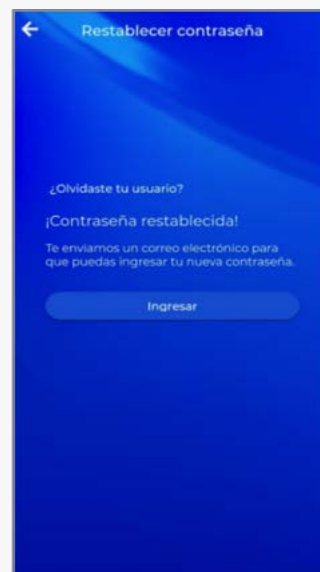 Restablecer contraseña
¿Olvidaste tu usuario?
¡Contraseña restablecida!
Te enviamos un correo electrónico para
que puedas ingresar tu nueva contraseña.
Ingresar